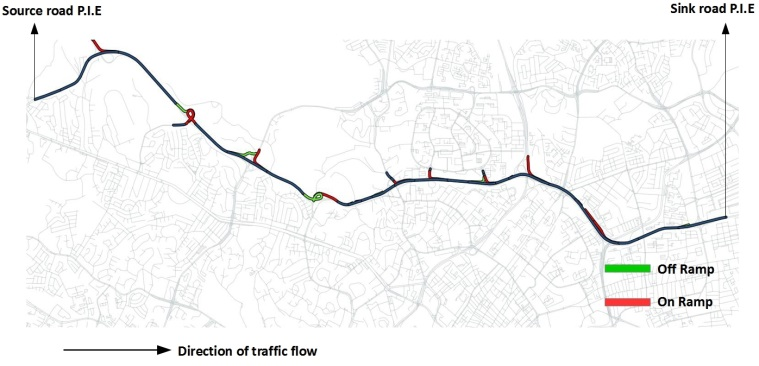 Source road P.I.E
Sink road P.I.E
Off Ramp
On Ramp
Direction of traffic flow